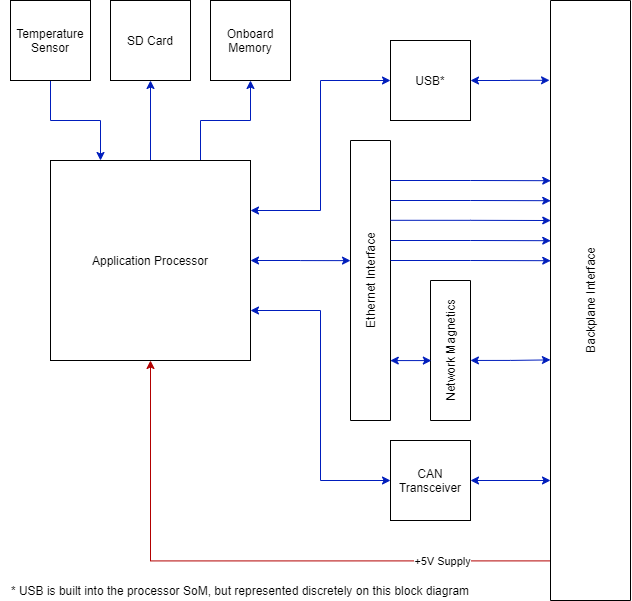 Temperature
Sensor
SD Card
Onboard
Memory
USB*
Application Processor
Ethernet Interface
Network Magnetics
Backplane Interface
CAN
Transceiver
+5V Supply
* USB is built into the processor SoM, but represented discretely on this block diagram